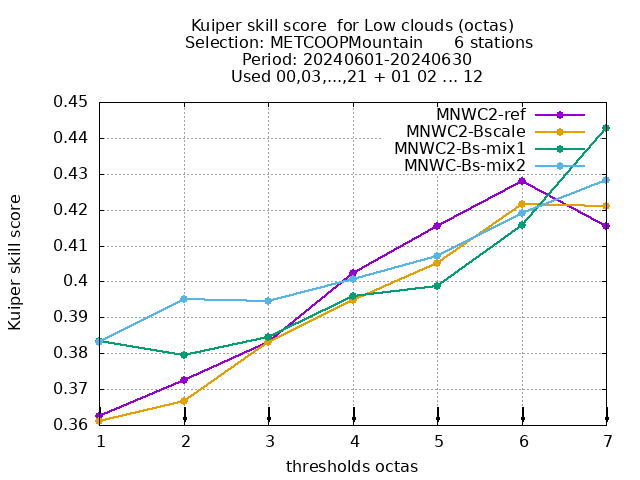 Kuiper skill score  for Low clouds (octas)
Selection: METCOOPMountain      6 stations
Period: 20240601-20240630
Used 00,03,...,21 + 01 02 ... 12
MNWC2-ref
MNWC2-Bscale
MNWC2-Bs-mix1
MNWC-Bs-mix2
Kuiper skill score
0.45
0.44
0.43
0.42
0.41
0.4
0.39
0.38
0.37
0.36
1 2 3 4 5 6 7
thresholds octas